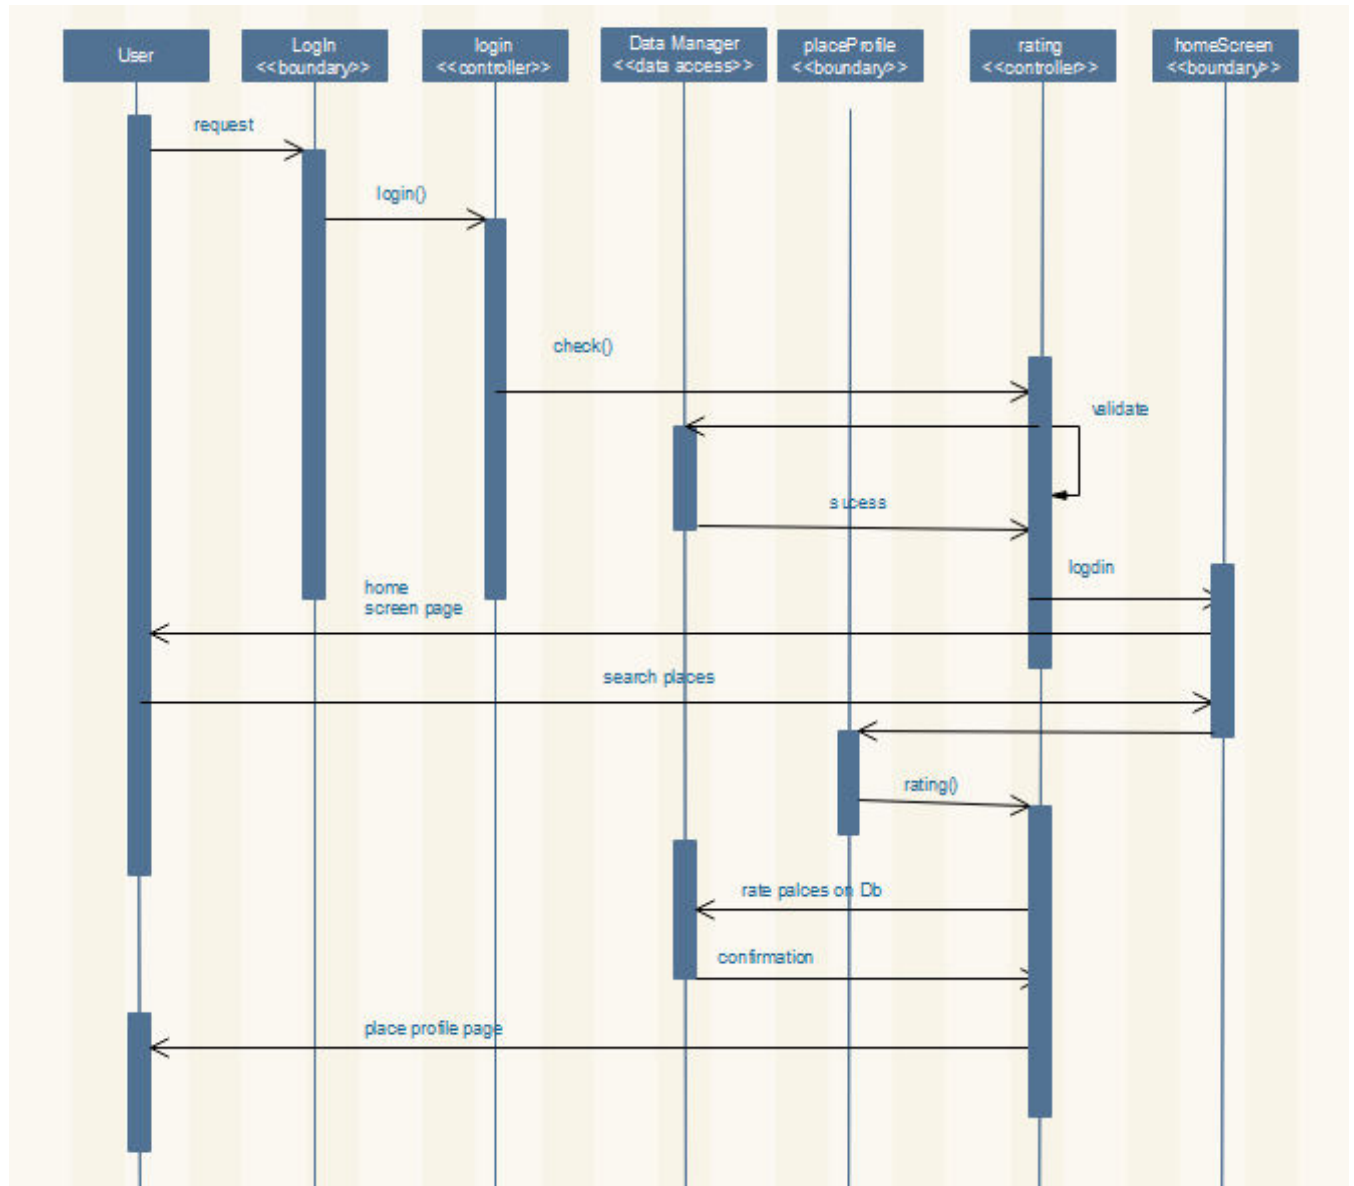 User
LogIn
<<boundary>>
login
<<controller>>
Data Manager
<<data access>>
placeProfile
<<boundary>>
rating
<<controller>>
homeScreen
<<boundary>>
request
login()
check()
validate
sucess
logdin
home
screen page
search places
rating()
rate palces on Db
confirmation
place profile page